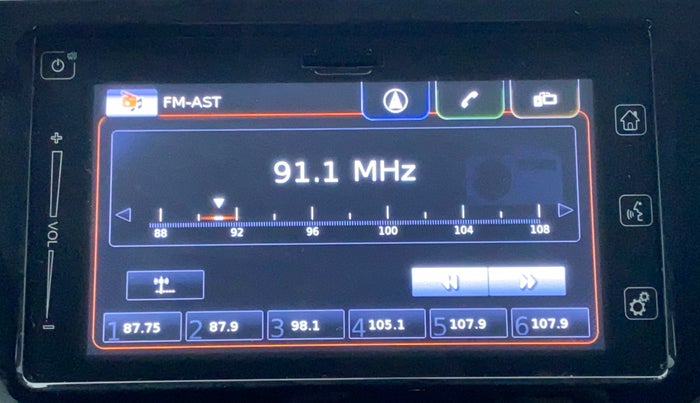 FM-AST
+
VOL
–
91.1 MHz
88 92 96 100 104 108
1 87.75
2 87.9
3 98.1
4 105.1
5 107.9
6 107.9